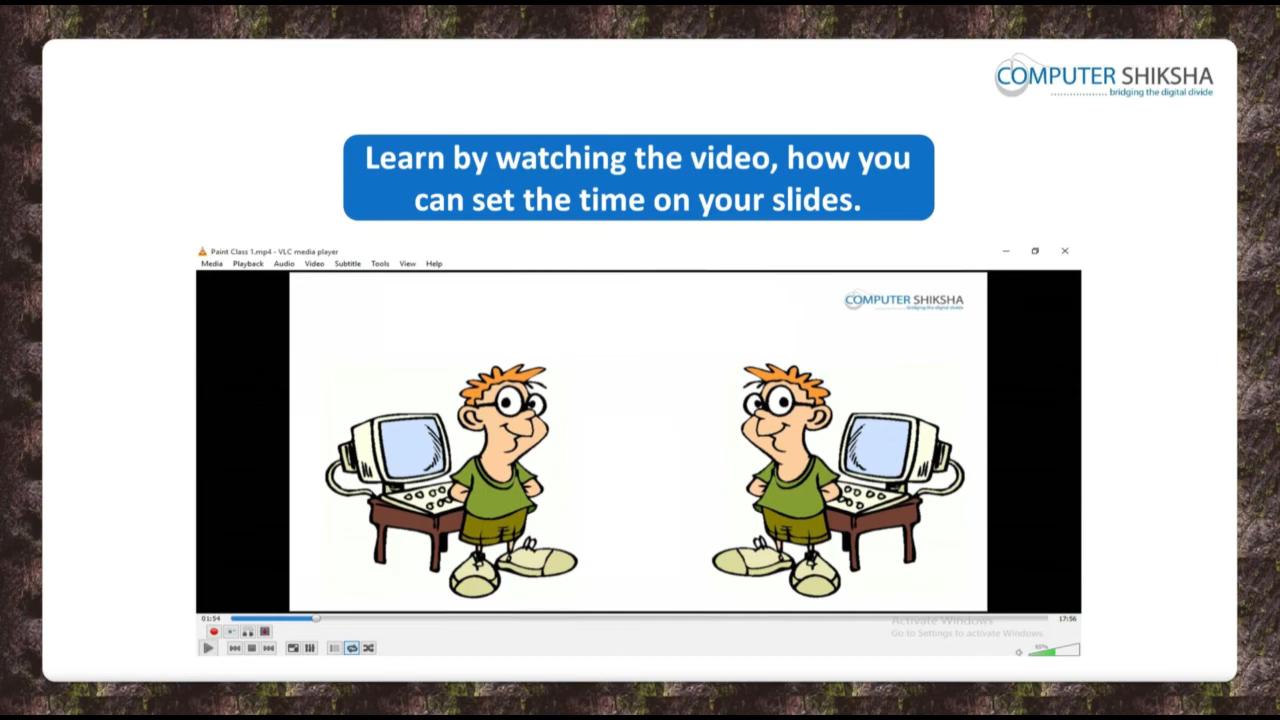 COMPUTER SHIKSHA
bridging the digital divide
Learn by watching the video, how you
can set the time on your slides.
Paint Class 1.mp4 - VLC media player
Media Playback Audio Video Subtitle Tools View Help
COMPUTER SHIKSHA
bridging the digital divide
01:54
17:56
Activate Windows
Go to Settings to activate Windows.